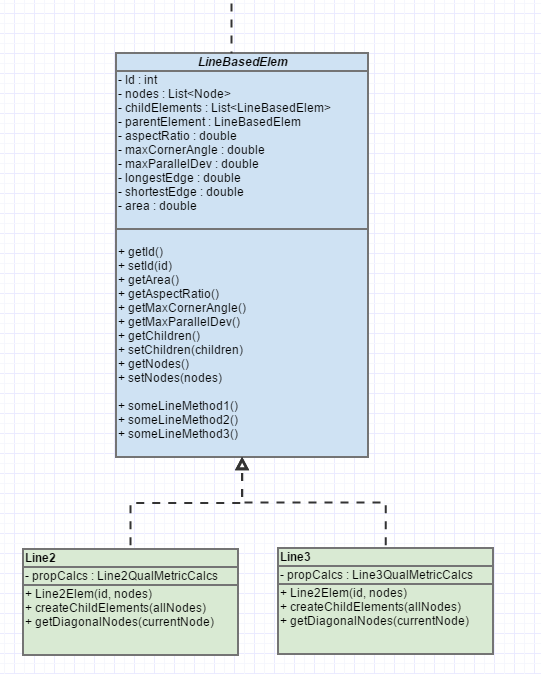 LineBasedElem
- Id : int
- nodes : List<Node>
- childElements : List<LineBasedElem>
- parentElement : LineBasedElem
- aspectRatio : double
- maxCornerAngle : double
- maxParallelDev : double
- longestEdge : double
- shortestEdge : double
- area : double
+ getId()
+ setId(id)
+ getArea()
+ getAspectRatio()
+ getMaxCornerAngle()
+ getMaxParallelDev()
+ getChildren()
+ setChildren(children)
+ getNodes()
+ setNodes(nodes)
+ someLineMethod1()
+ someLineMethod2()
+ someLineMethod3()
Line2
- propCalcs : Line2QualMetricCalcs
+ Line2Elem(id, nodes)
+ createChildElements(allNodes)
+ getDiagonalNodes(currentNode)
Line3
- propCalcs : Line3QualMetricCalcs
+ Line2Elem(id, nodes)
+ createChildElements(allNodes)
+ getDiagonalNodes(currentNode)